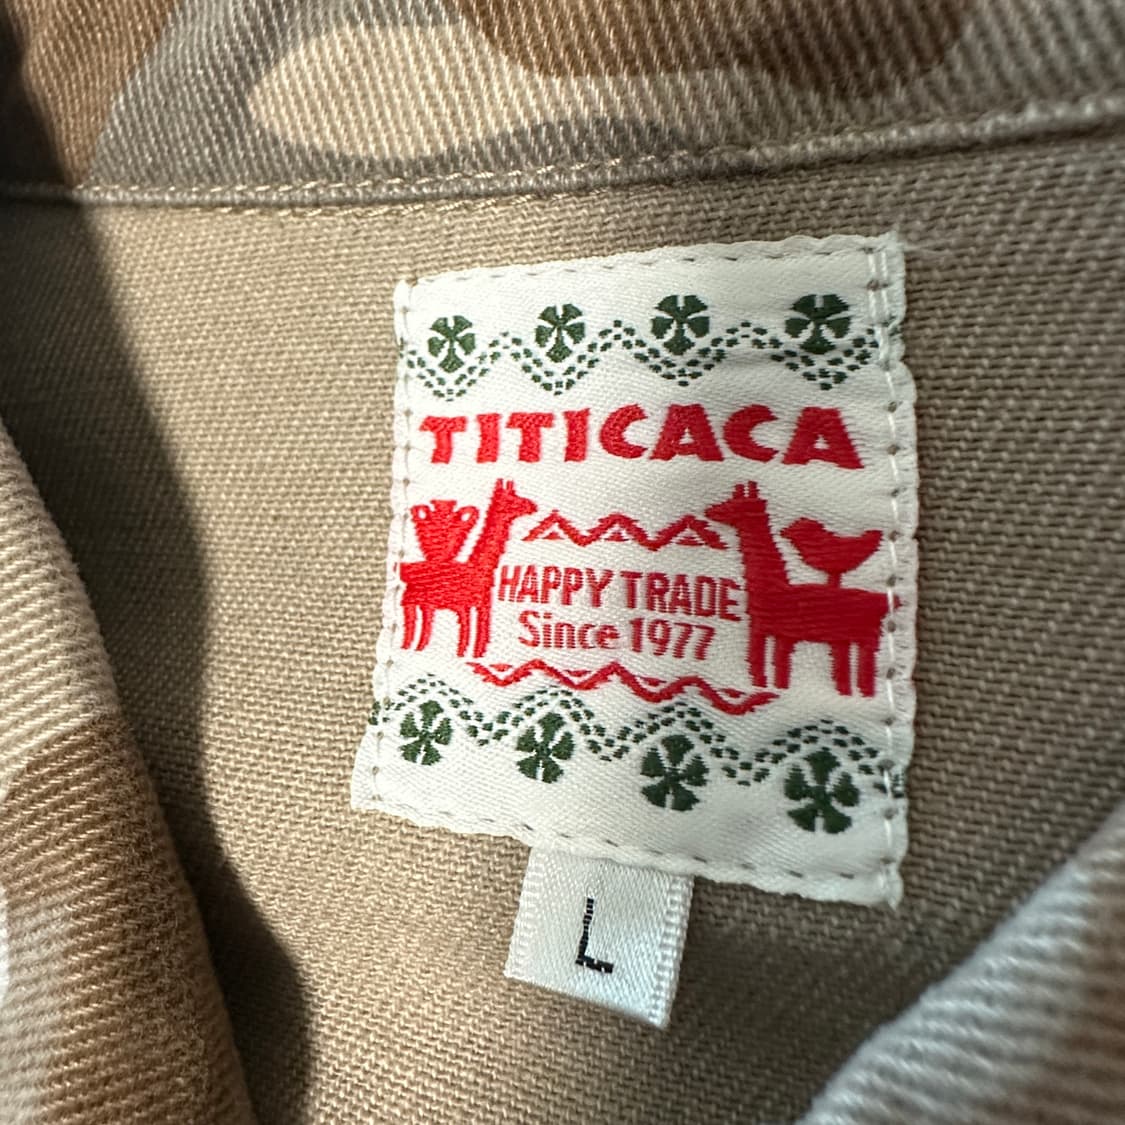 TITICACA
HAPPY TRADE
Since 1977
L